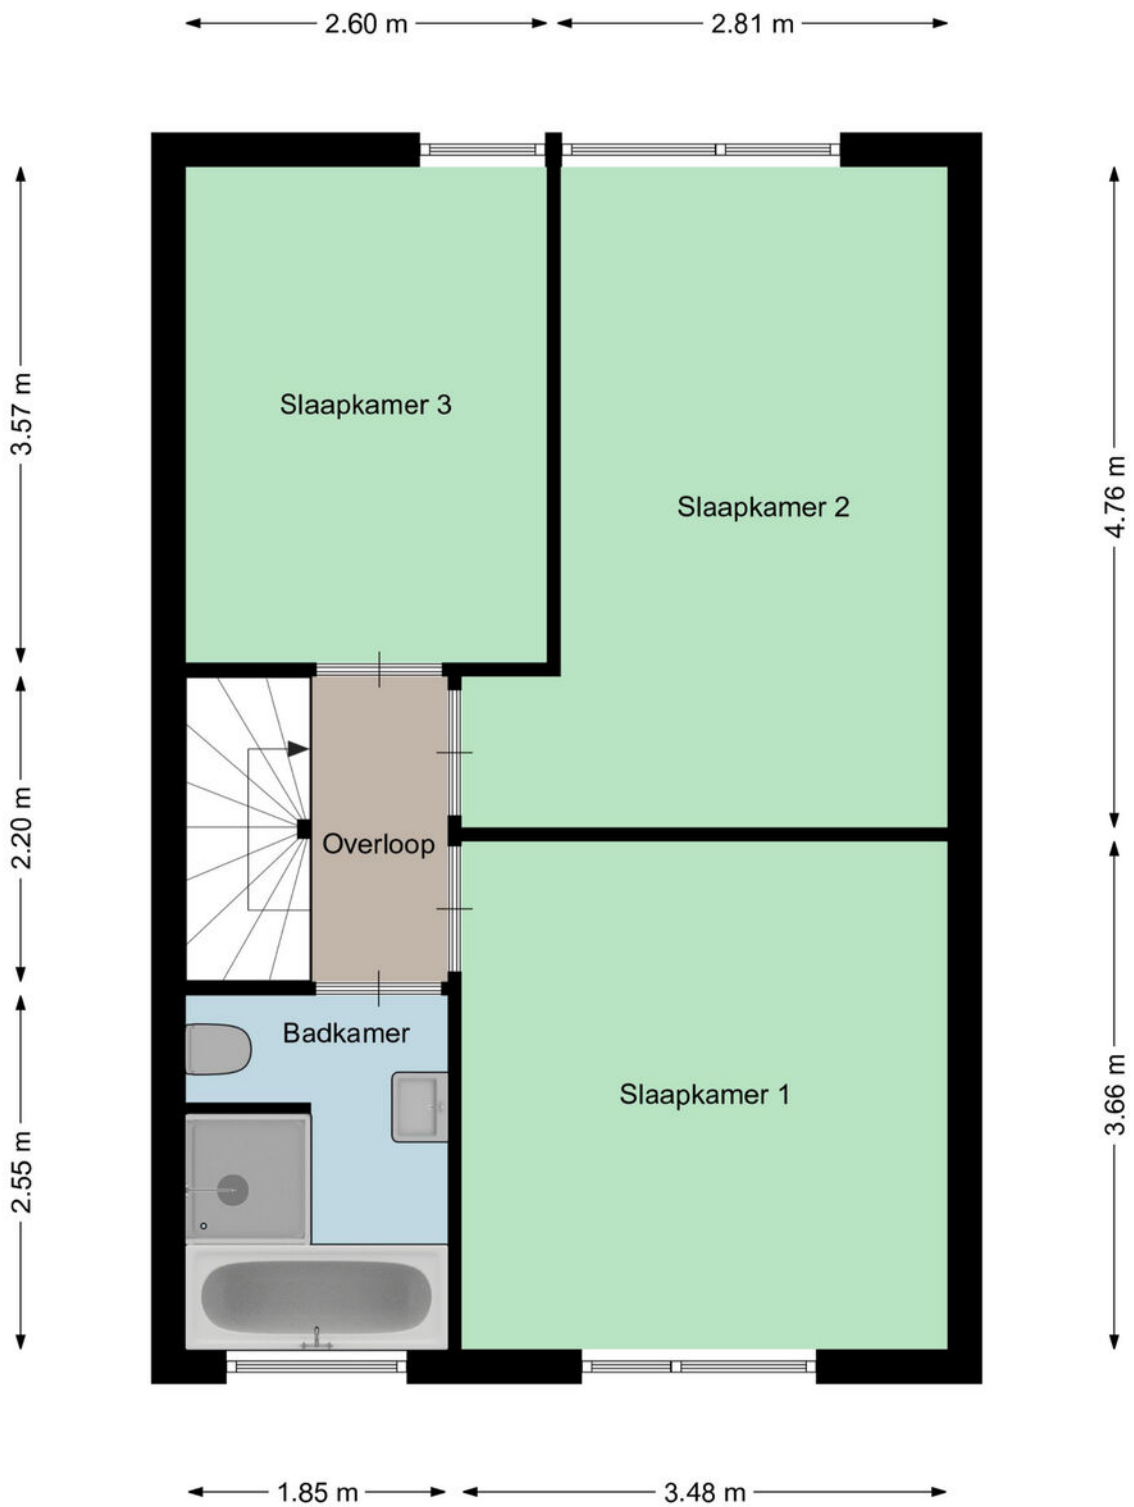 2.60 m
2.81 m
3.57 m
Slaapkamer 3
Slaapkamer 2
4.76 m
2.20 m
Overloop
Badkamer
Slaapkamer 1
3.66 m
2.55 m
1.85 m
3.48 m